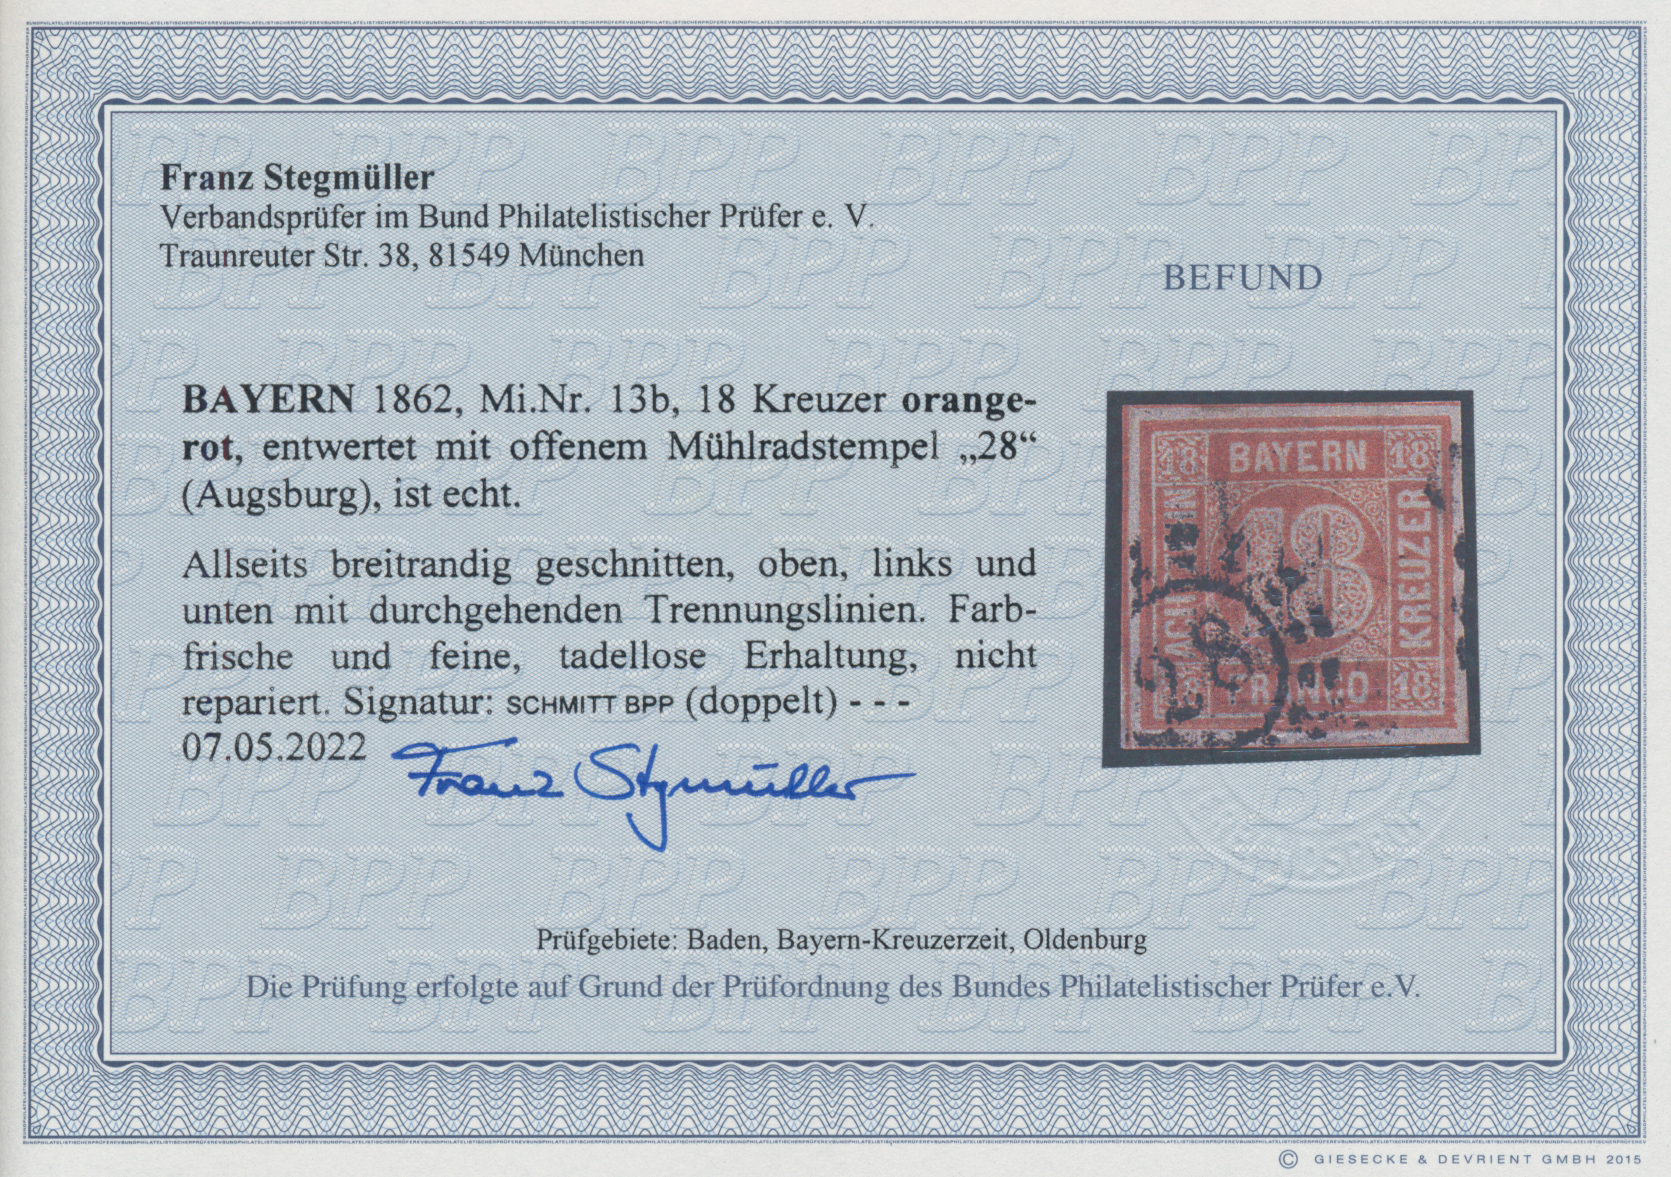 Franz Stegmüller
Verbandsprüfer im Bund Philatelistischer Prüfer e. V.
Traunreuter Str. 38, 81549 München
BEFUND
BAYERN 1862, Mi.Nr. 13b, 18 Kreuzer orange-
rot, entwertet mit offenem Mühlradstempel „28“
(Augsburg), ist echt.
Allseits breitrandig geschnitten, oben, links und
unten mit durchgehenden Trennungslinien. Farb-
frische und feine, tadellose Erhaltung, nicht
repariert. Signatur: SCHMITT BPP (doppelt) - - -
07.05.2022 Franz Stegmüller
18 BAYERN 18
KREUZER
18
28
18
Prüfgebiete: Baden, Bayern-Kreuzerzeit, Oldenburg
Die Prüfung erfolgte auf Grund der Prüfordnung des Bundes Philatelistischer Prüfer e.V.
© GIESECKE & DEVRIENT GMBH 2015